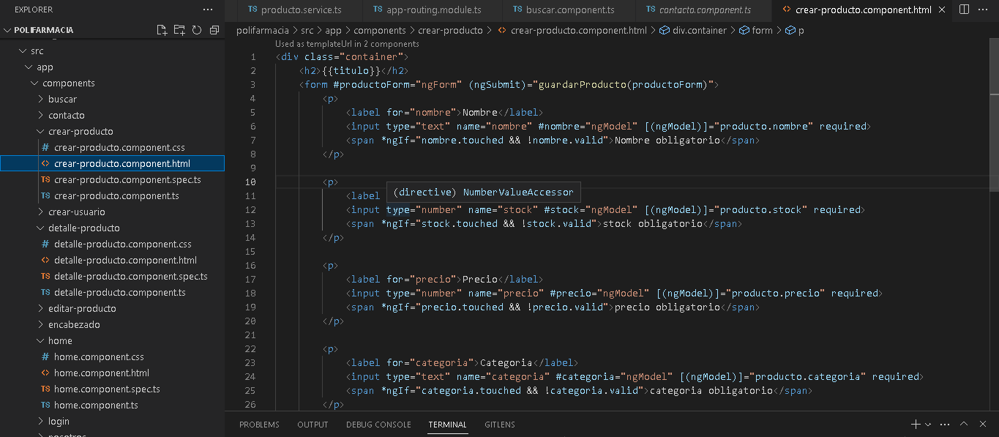 EXPLORER
···
TS producto.service.ts
TS app-routing.module.ts
TS buscar.component.ts
TS contacto.component.ts
<> crear-producto.component.html
···
POLIFARMACIA
polifarmacia > src > app > components > crear-producto > <> crear-producto.component.html > div.container > form > p
src
app
components
buscar
contacto
crear-producto
# crear-producto.component.css
<> crear-producto.component.html
TS crear-producto.component.spec.ts
TS crear-producto.component.ts
crear-usuario
detalle-producto
# detalle-producto.component.css
<> detalle-producto.component.html
TS detalle-producto.component.spec.ts
TS detalle-producto.component.ts
editar-producto
encabezado
home
# home.component.css
<> home.component.html
TS home.component.spec.ts
TS home.component.ts
login
nosotros
Used as templateUrl in 2 components
1 <div class="container">
2 <h2>{{titulo}}</h2>
3 <form #productoForm="ngForm" (ngSubmit)="guardarProducto(productoForm)">
4 <p>
5 <label for="nombre">Nombre</label>
6 <input type="text" name="nombre" #nombre="ngModel" [(ngModel)]="producto.nombre" required>
7 <span *ngIf="nombre.touched && !nombre.valid">Nombre obligatorio</span>
8 </p>
9
10 <p>
(directive) NumberValueAccessor
11 <label
12 <input type="number" name="stock" #stock="ngModel" [(ngModel)]="producto.stock" required>
13 <span *ngIf="stock.touched && !stock.valid">stock obligatorio</span>
14 </p>
15
16 <p>
17 <label for="precio">Precio</label>
18 <input type="number" name="precio" #precio="ngModel" [(ngModel)]="producto.precio" required>
19 <span *ngIf="precio.touched && !precio.valid">precio obligatorio</span>
20 </p>
21
22 <p>
23 <label for="categoria">Categoria</label>
24 <input type="text" name="categoria" #categoria="ngModel" [(ngModel)]="producto.categoria" required>
25 <span *ngIf="categoria.touched && !categoria.valid">categoria obligatorio</span>
26 </p>
PROBLEMS OUTPUT DEBUG CONSOLE TERMINAL GITLENS
···